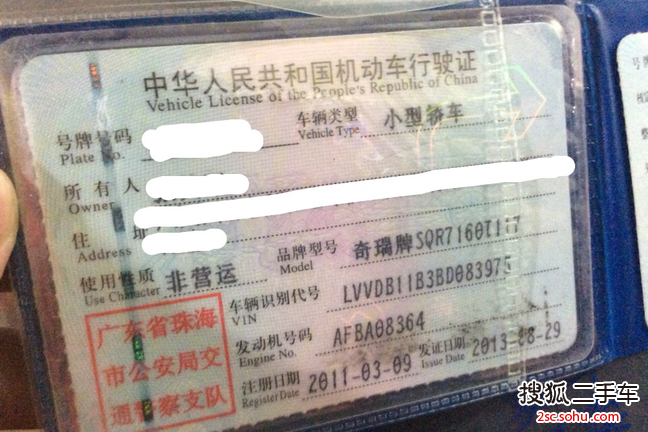 中华人民共和国机动车行驶证
Vehicle License of the People's Republic of China
号牌号码
Plate No.
车辆类型 小型轿车
Vehicle Type
所有人
Owner
住 址
Address
使用性质 非营运
Use Character
品牌型号 奇瑞牌SQR7160T117
Model
车辆识别代号 LVVDB11B3BD083975
VIN
发动机号码 AFBA08364
Engine No.
注册日期 2011-03-09
Register Date
发证日期 2013-08-29
Issue Date
广东省珠海
市公安局交
通警察支队
搜狐二手车
2sc.sohu.com